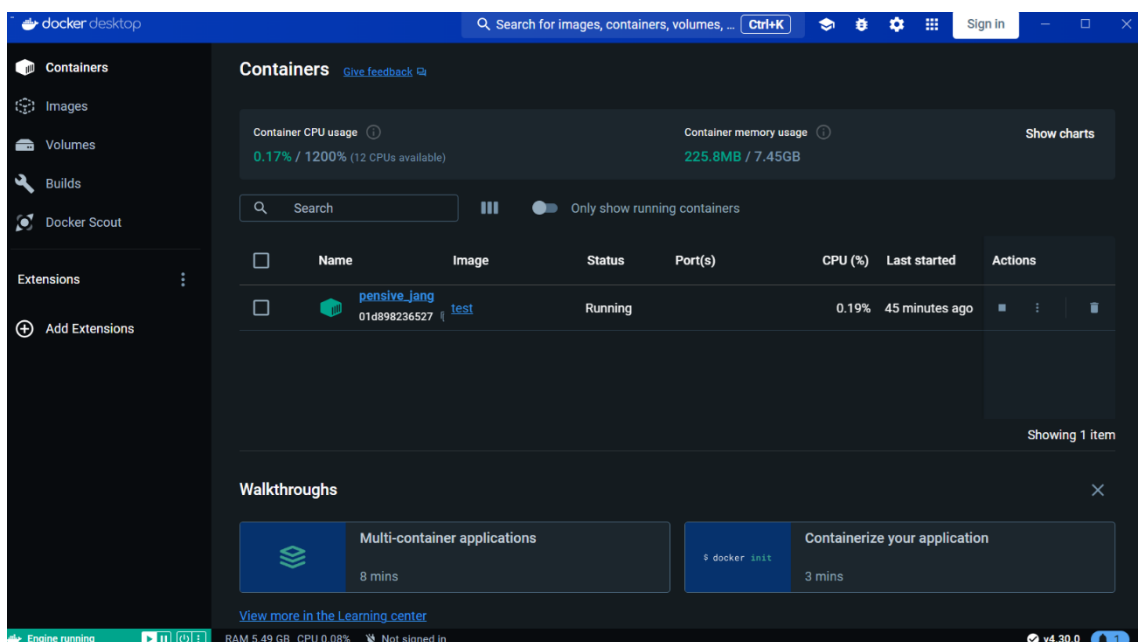 docker desktop
Search for images, containers, volumes, ... Ctrl+K
Sign in
Containers
Images
Volumes
Builds
Docker Scout
Extensions
Add Extensions
Containers Give feedback
Container CPU usage
0.17% / 1200% (12 CPUs available)
Container memory usage
225.8MB / 7.45GB
Show charts
Search
Only show running containers
Name Image Status Port(s) CPU (%) Last started Actions
pensive_jang
01d898236527
test Running 0.19% 45 minutes ago
Showing 1 item
Walkthroughs
Multi-container applications
8 mins
$ docker init
Containerize your application
3 mins
View more in the Learning center
Engine running
RAM 5.49 GB CPU 0.08% Not signed in
v4.30.0
1